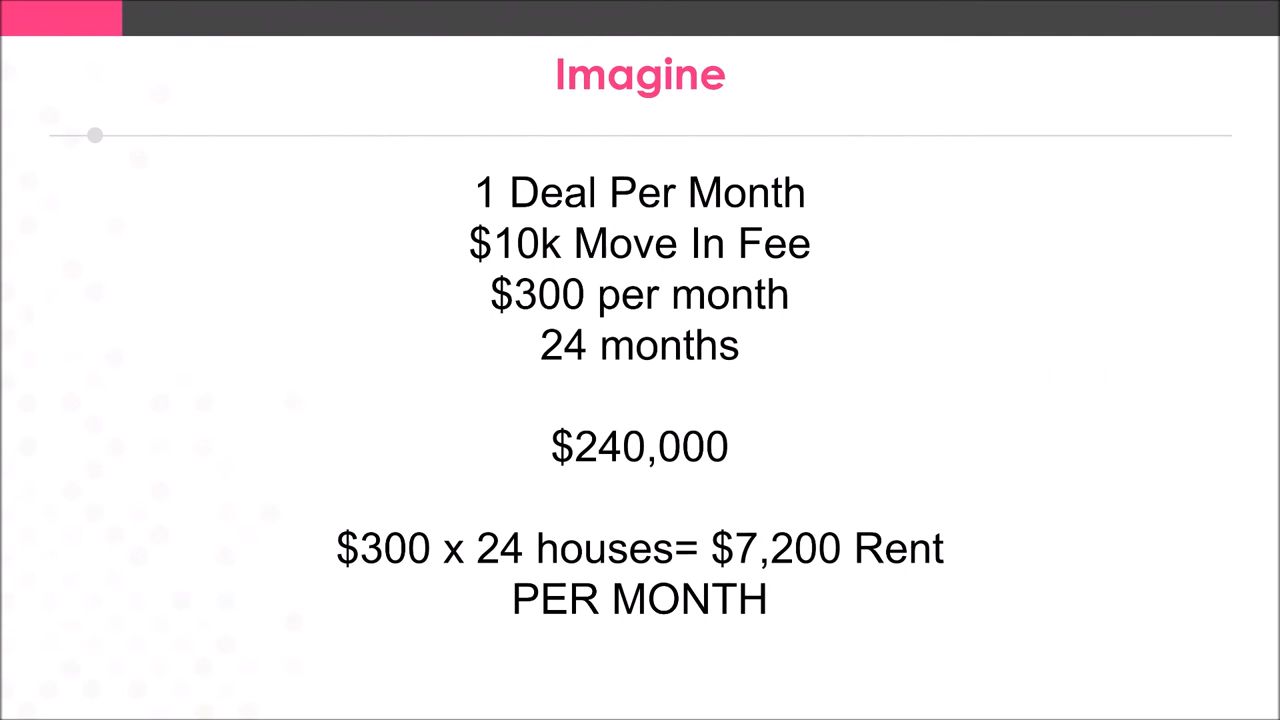 Imagine
1 Deal Per Month
$10k Move In Fee
$300 per month
24 months
$240,000
$300 x 24 houses= $7,200 Rent
PER MONTH